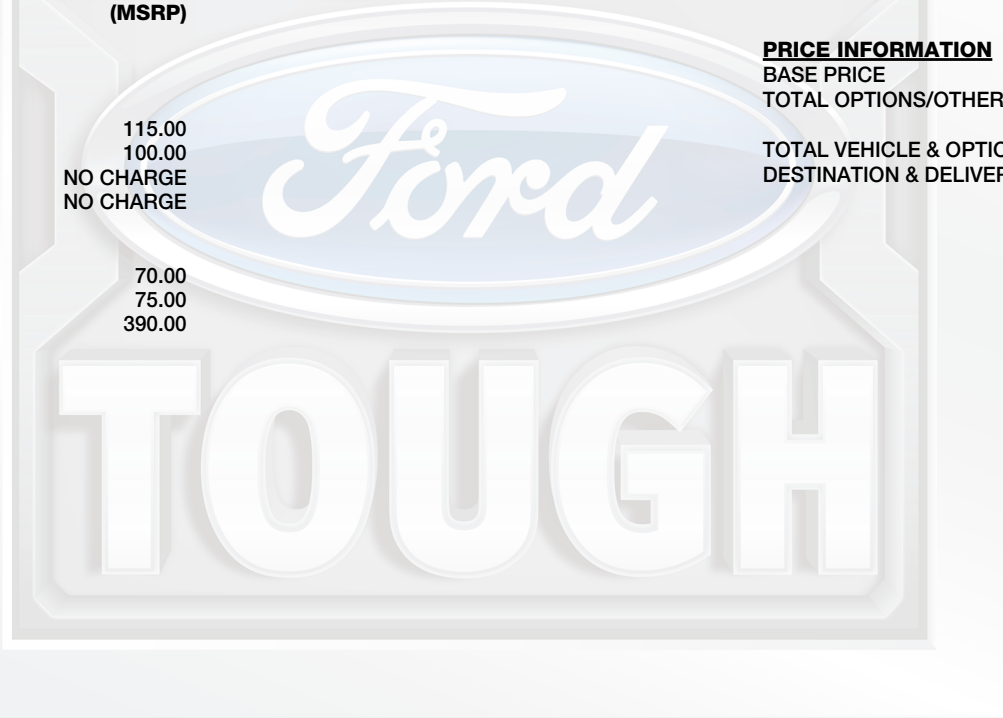 (MSRP)
115.00
100.00
NO CHARGE
NO CHARGE
70.00
75.00
390.00
PRICE INFORMATION
BASE PRICE
TOTAL OPTIONS/OTHER
TOTAL VEHICLE & OPTIO
DESTINATION & DELIVER
Ford
TOUGH